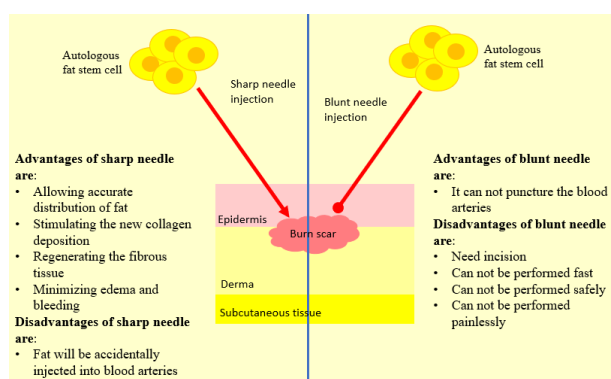 Autologous
fat stem cell
Sharp needle
injection
Advantages of sharp needle
are:
• Allowing accurate
distribution of fat
• Stimulating the new collagen
deposition
• Regenerating the fibrous
tissue
• Minimizing edema and
bleeding
Disadvantages of sharp needle
are:
• Fat will be accidentally
injected into blood arteries
Epidermis
Burn scar
Derma
Subcutaneous tissue
Blunt needle
injection
Autologous
fat stem cell
Advantages of blunt needle
are:
• It can not puncture the blood
arteries
Disadvantages of blunt needle
are:
• Need incision
• Can not be performed fast
• Can not be performed safely
• Can not be performed
painlessly